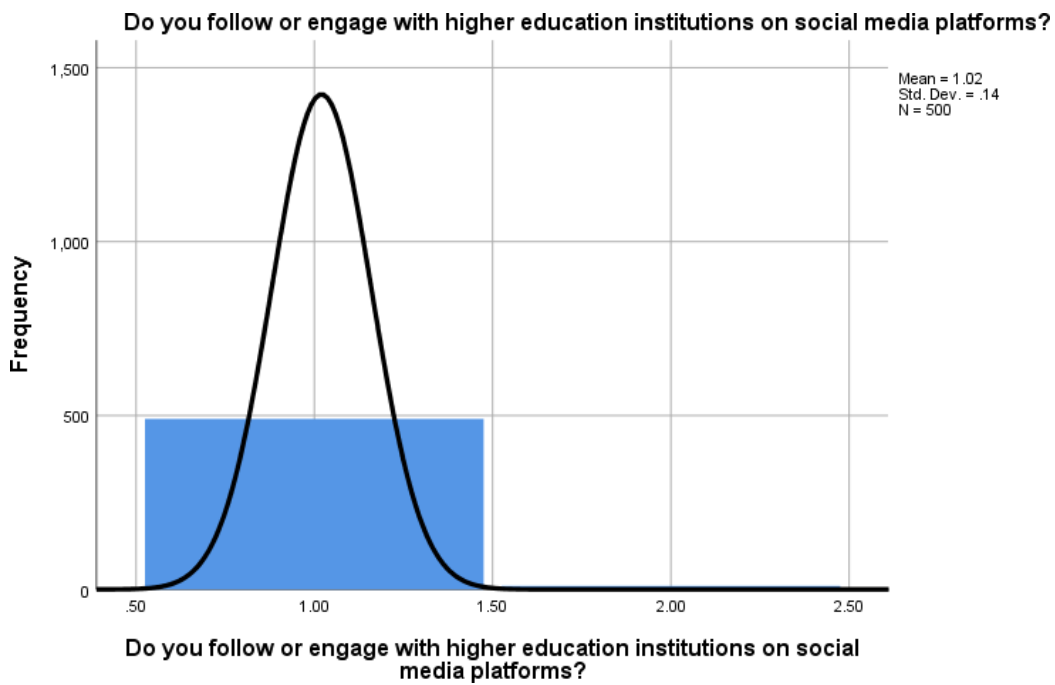 Do you follow or engage with higher education institutions on social media platforms?
Mean = 1.02
Std. Dev. = .14
N = 500
Frequency
1,500
1,000
500
0
.50
1.00
1.50
2.00
2.50
Do you follow or engage with higher education institutions on social
media platforms?